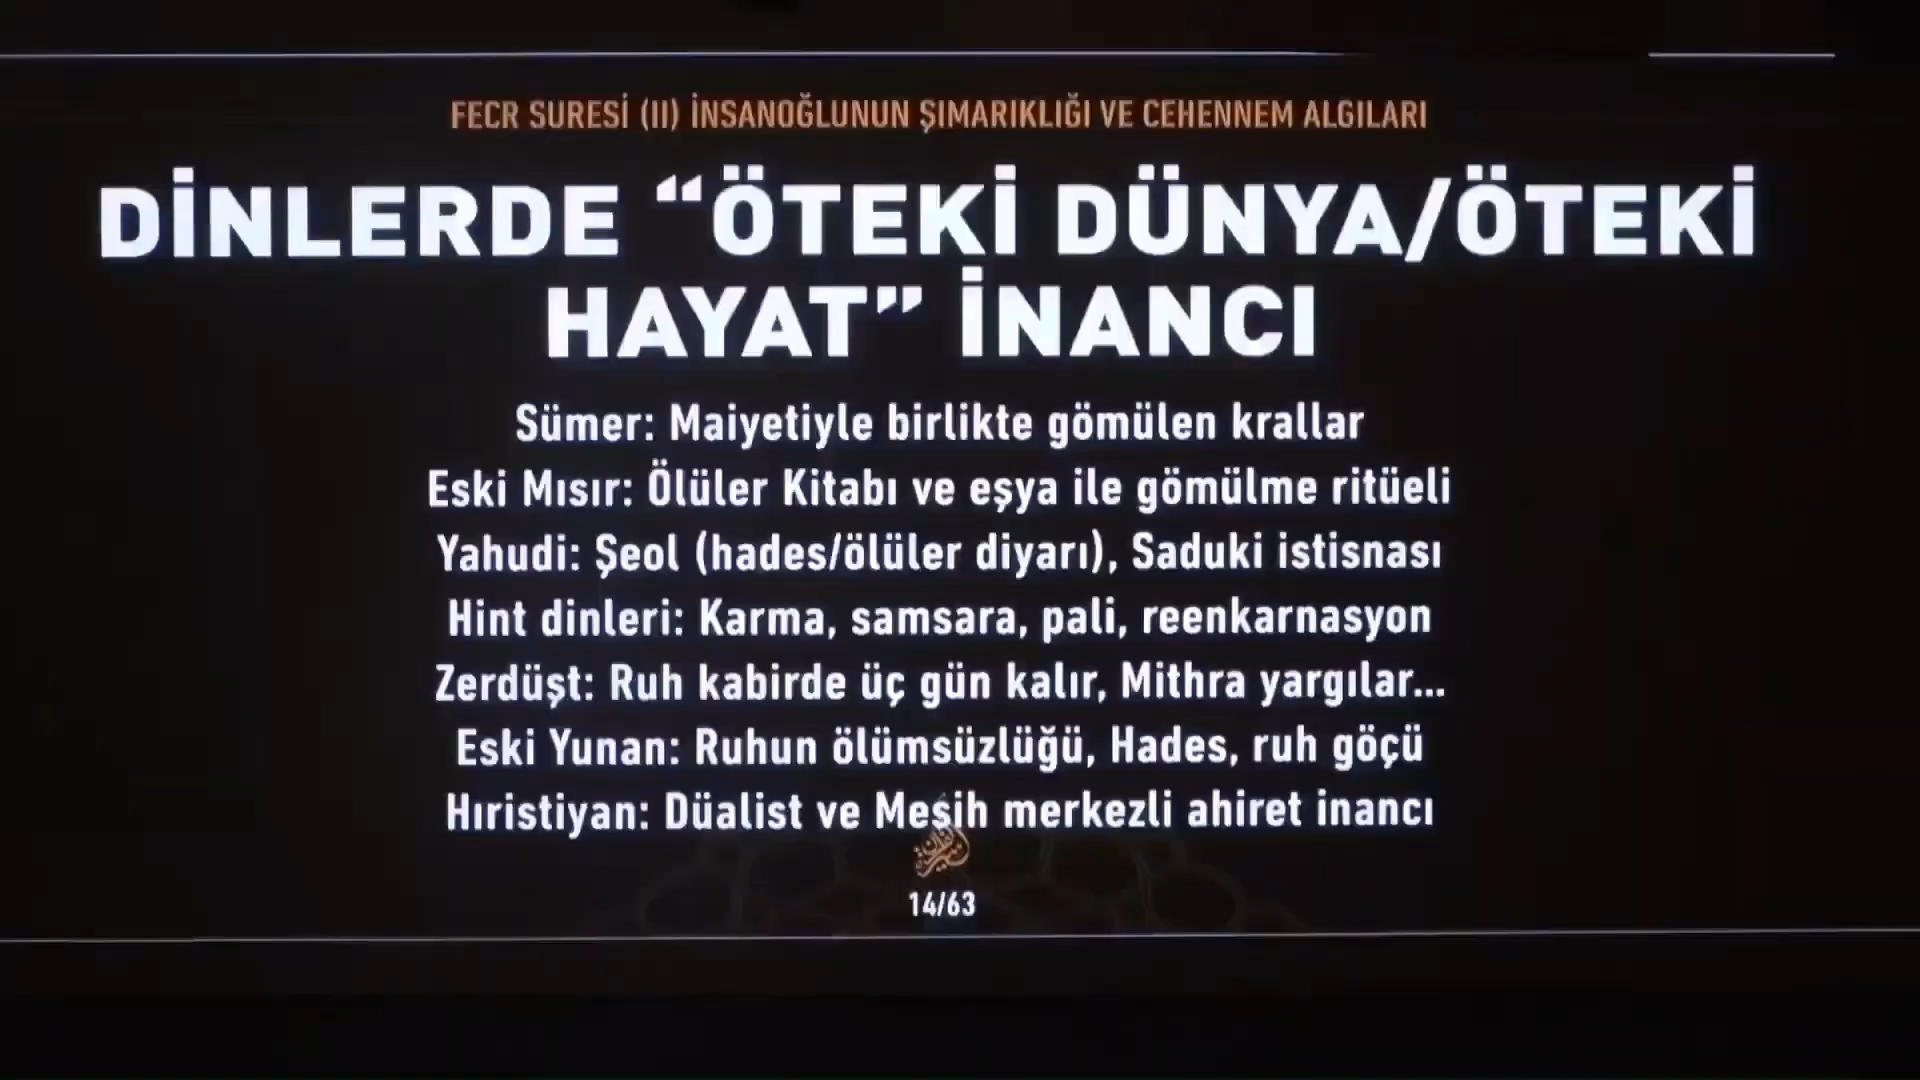 FECR SURESİ (II) İNSANOĞLUNUN ŞIMARIKLIĞI VE CEHENNEM ALGILARI
DİNLERDE “ÖTEKİ DÜNYA/ÖTEKİ
HAYAT” İNANCI
Sümer: Maiyetiyle birlikte gömülen krallar
Eski Mısır: Ölüler Kitabı ve eşya ile gömülme ritüeli
Yahudi: Şeol (hades/ölüler diyarı), Saduki istisnası
Hint dinleri: Karma, samsara, pali, reenkarnasyon
Zerdüşt: Ruh kabirde üç gün kalır, Mithra yargılar...
Eski Yunan: Ruhun ölümsüzlüğü, Hades, ruh göçü
Hıristiyan: Düalist ve Mesih merkezli ahiret inancı
14/63